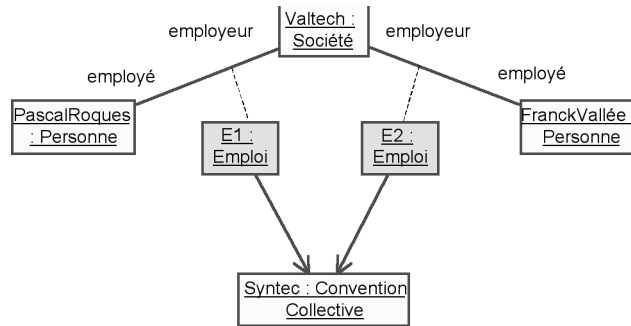 Valtech :
Société
employeur
employeur
employé
employé
PascalRoques
: Personne
FranckVallée
Personne
E1 :
Emploi
E2 :
Emploi
Syntec : Convention
Collective